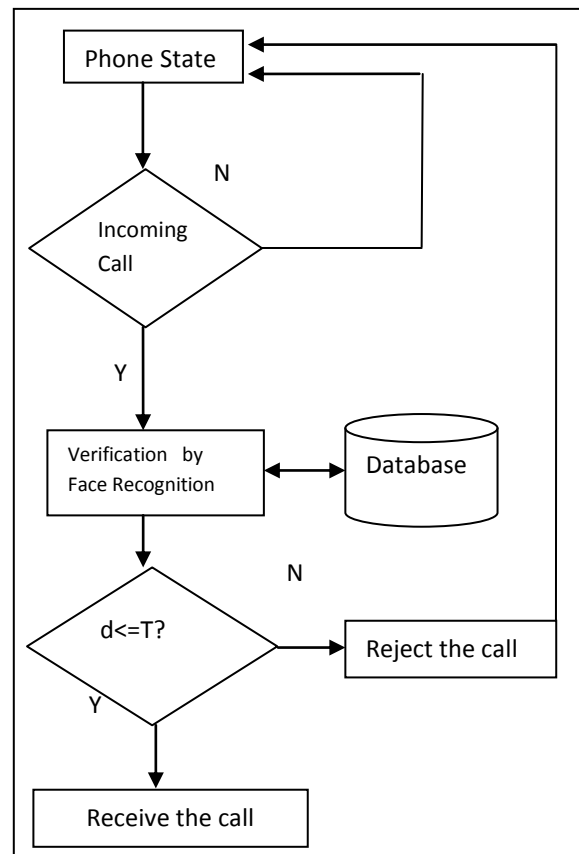 Phone State
N
Incoming
Call
Y
Verification by
Face Recognition
Database
N
d<=T?
Reject the call
Y
Receive the call